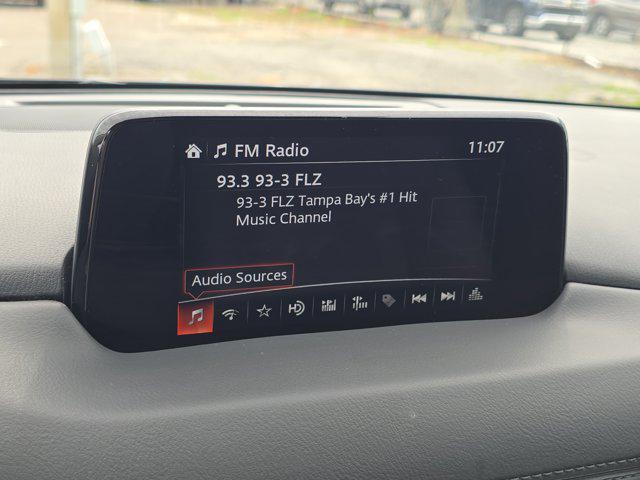 FM Radio
11:07
93.3 93-3 FLZ
93-3 FLZ Tampa Bay's #1 Hit
Music Channel
Audio Sources
HD